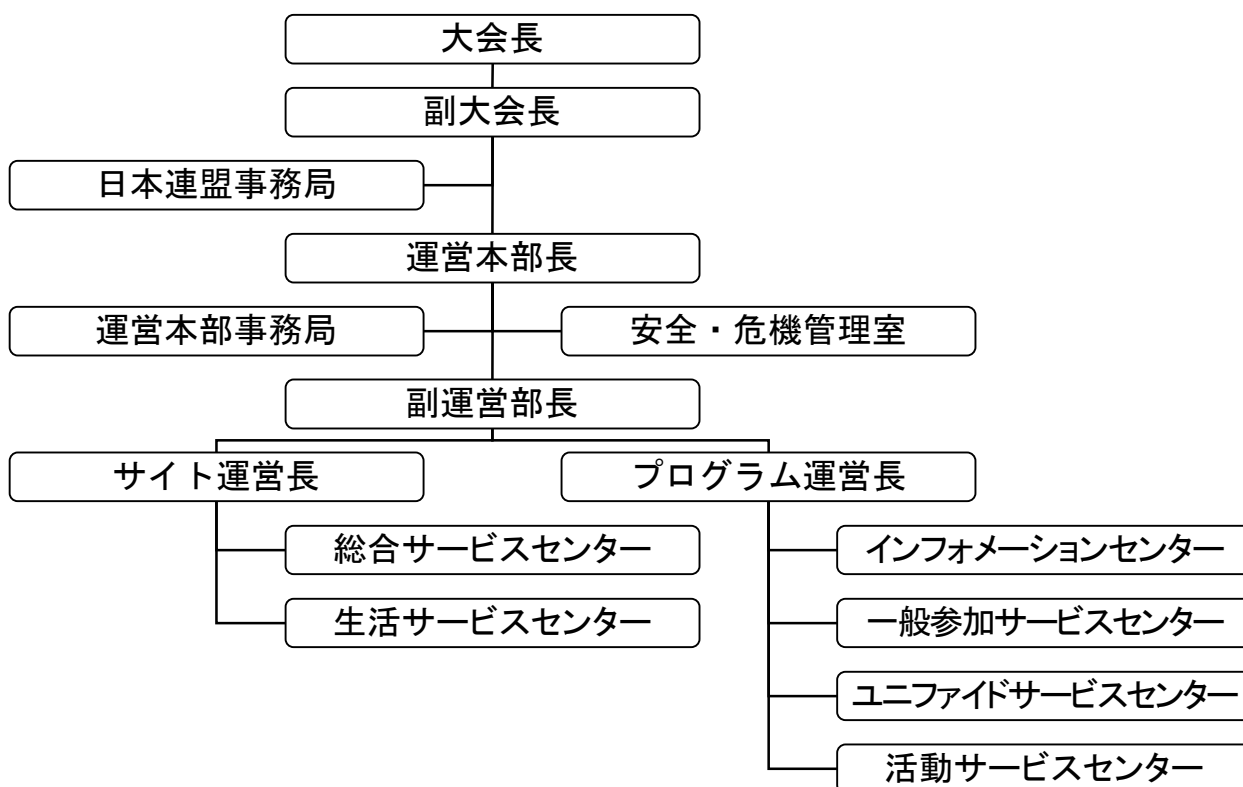 大会長
副大会長
日本連盟事務局
運営本部長
運営本部事務局
安全・危機管理室
副運営部長
サイト運営長
プログラム運営長
総合サービスセンター
インフォメーションセンター
生活サービスセンター
一般参加サービスセンター
ユニファイドサービスセンター
活動サービスセンター